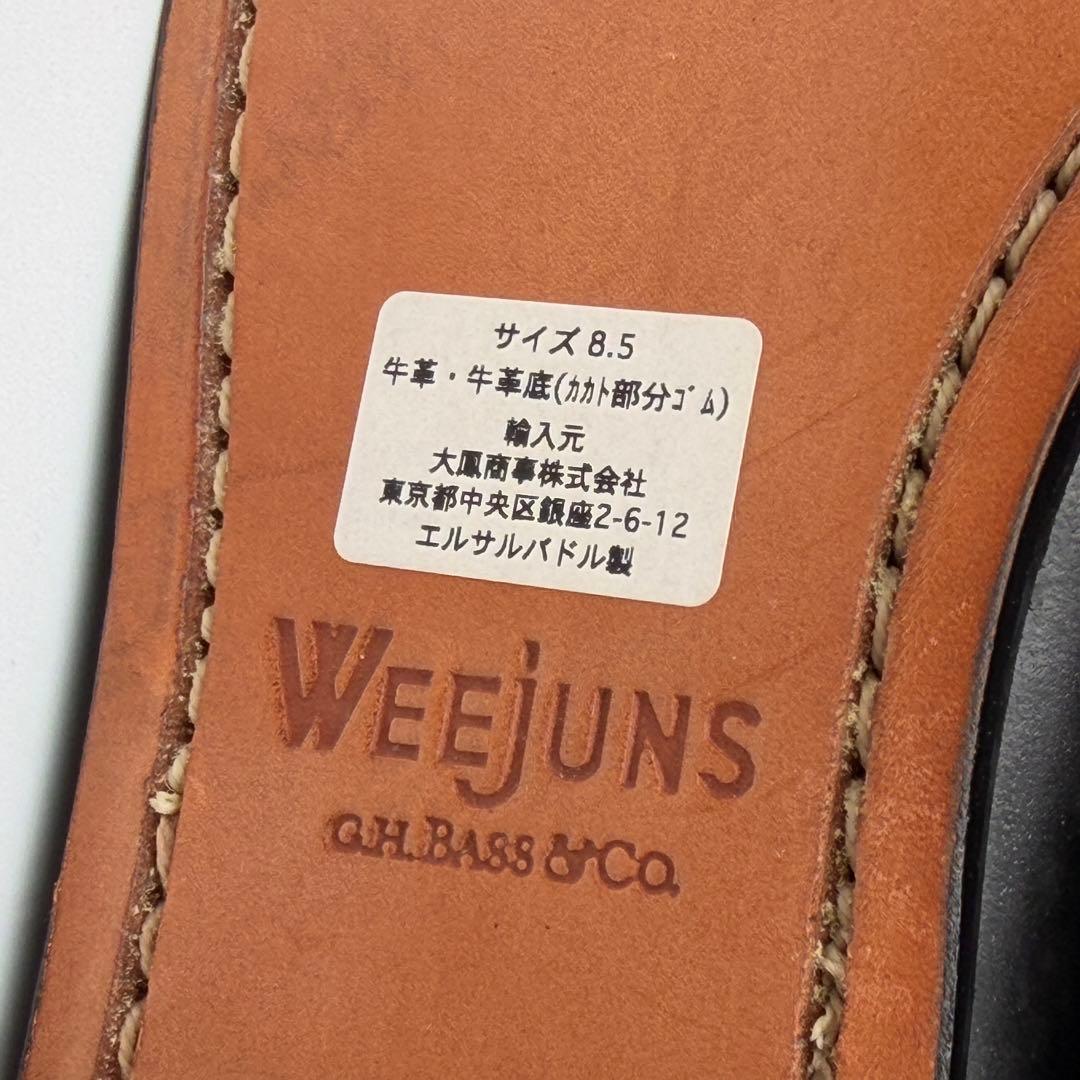 サイズ 8.5
牛革・牛革底(ｶｶﾄ部分ｺﾞﾑ)
輸入元
大鳳商事株式会社
東京都中央区銀座2-6-12
エルサルバドル製
WEEJUNS
G.H.BASS & CO.